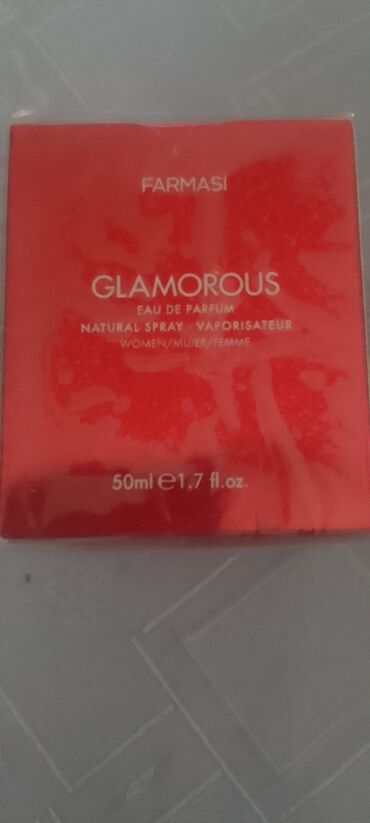 FARMASİ
GLAMOROUS
EAU DE PARFUM
NATURAL SPRAY - VAPORISATEUR
WOMEN/MUJER/FEMME
50ml ℮ 1.7 fl.oz.